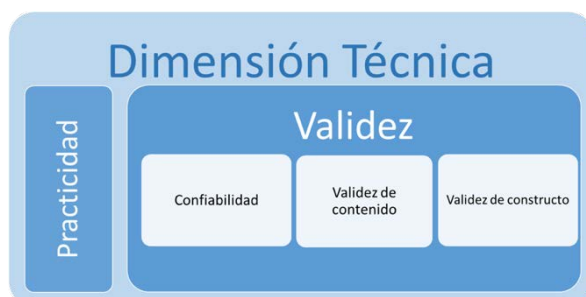 Dimensión Técnica
Practicidad
Validez
Confiabilidad
Validez de
contenido
Validez de constructo